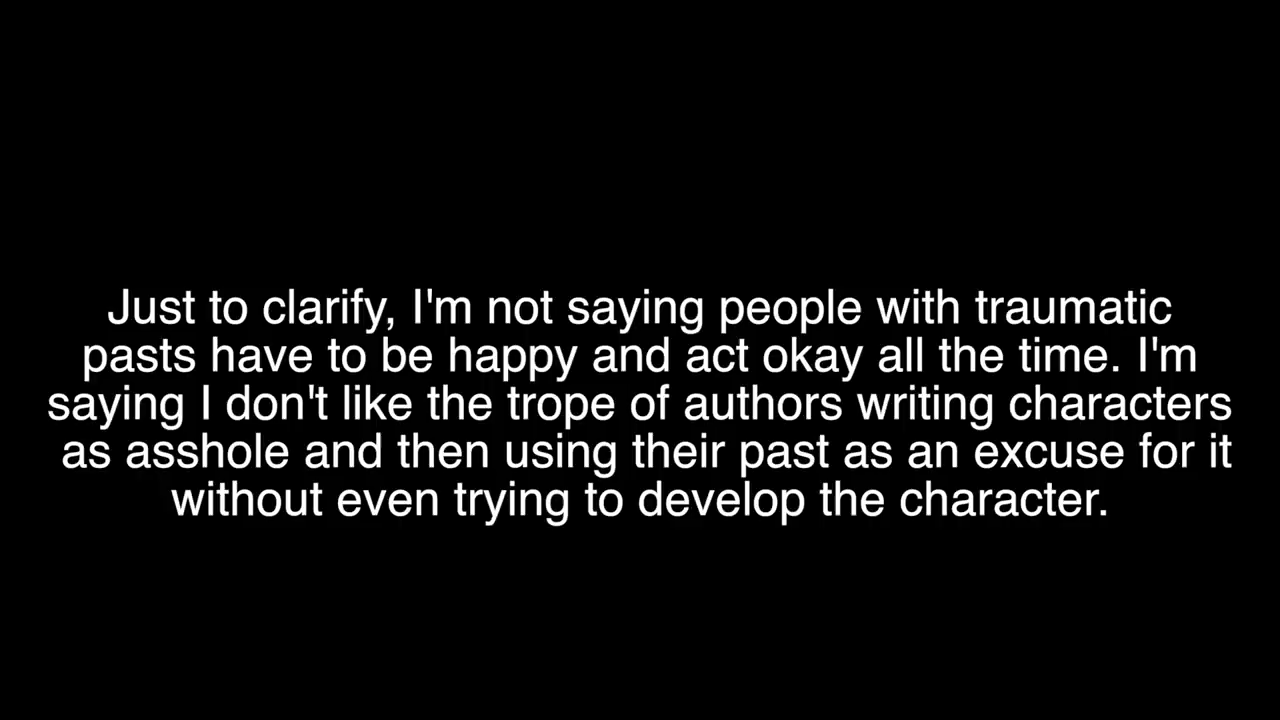 Just to clarify, I'm not saying people with traumatic
pasts have to be happy and act okay all the time. I'm
saying I don't like the trope of authors writing characters
as asshole and then using their past as an excuse for it
without even trying to develop the character.